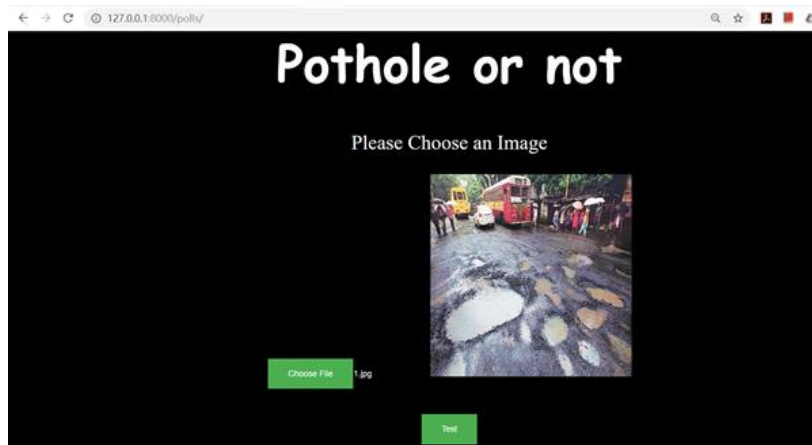 127.0.0.1:8000/polls/
Pothole or not
Please Choose an Image
Choose File 1.jpg
Test